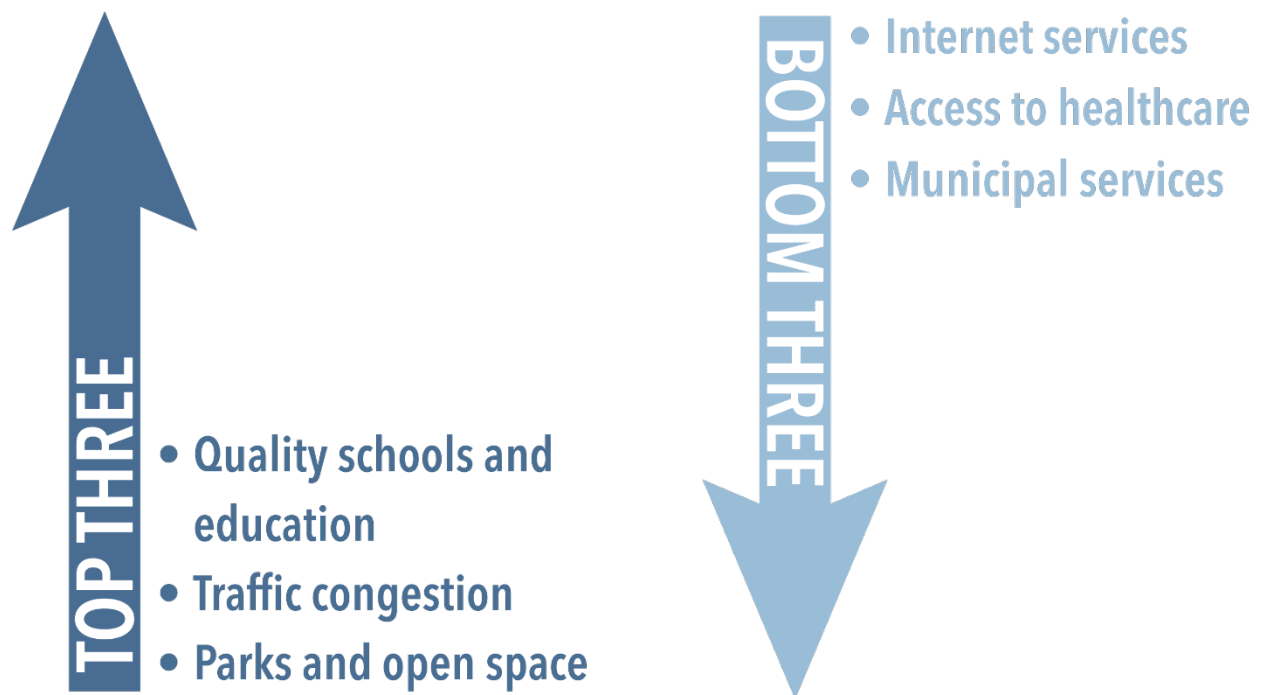 TOP THREE
• Quality schools and
education
• Traffic congestion
• Parks and open space
BOTTOM THREE
• Internet services
• Access to healthcare
• Municipal services